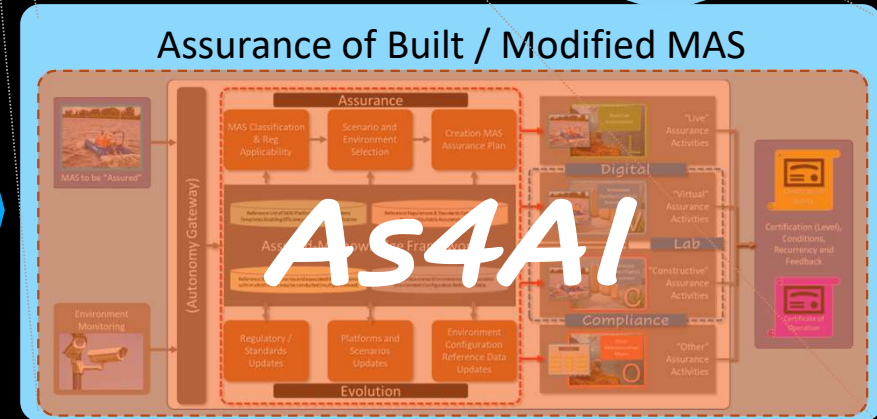 Assurance of Built / Modified MAS
Assurance
MAS to be "Assured"
(Autonomy Gateway)
MAS Classification
& Reg
Applicability
Scenario and
Environment
Selection
Creation MAS
Assurance Plan
"Live"
Assurance
Activities
L
Digital
"Virtual"
Assurance
Activities
Lab
As4AI
"Constructive"
Assurance
Activities
C
Compliance
"Other"
Assurance
Activities
O
Certification (Level),
Conditions,
Recurrency and
Feedback
Certificate of
Operation
Environment
Monitoring
Regulatory /
Standards
Updates
Platforms and
Scenarios
Updates
Environment
Configuration
Reference Data
Updates
Evolution